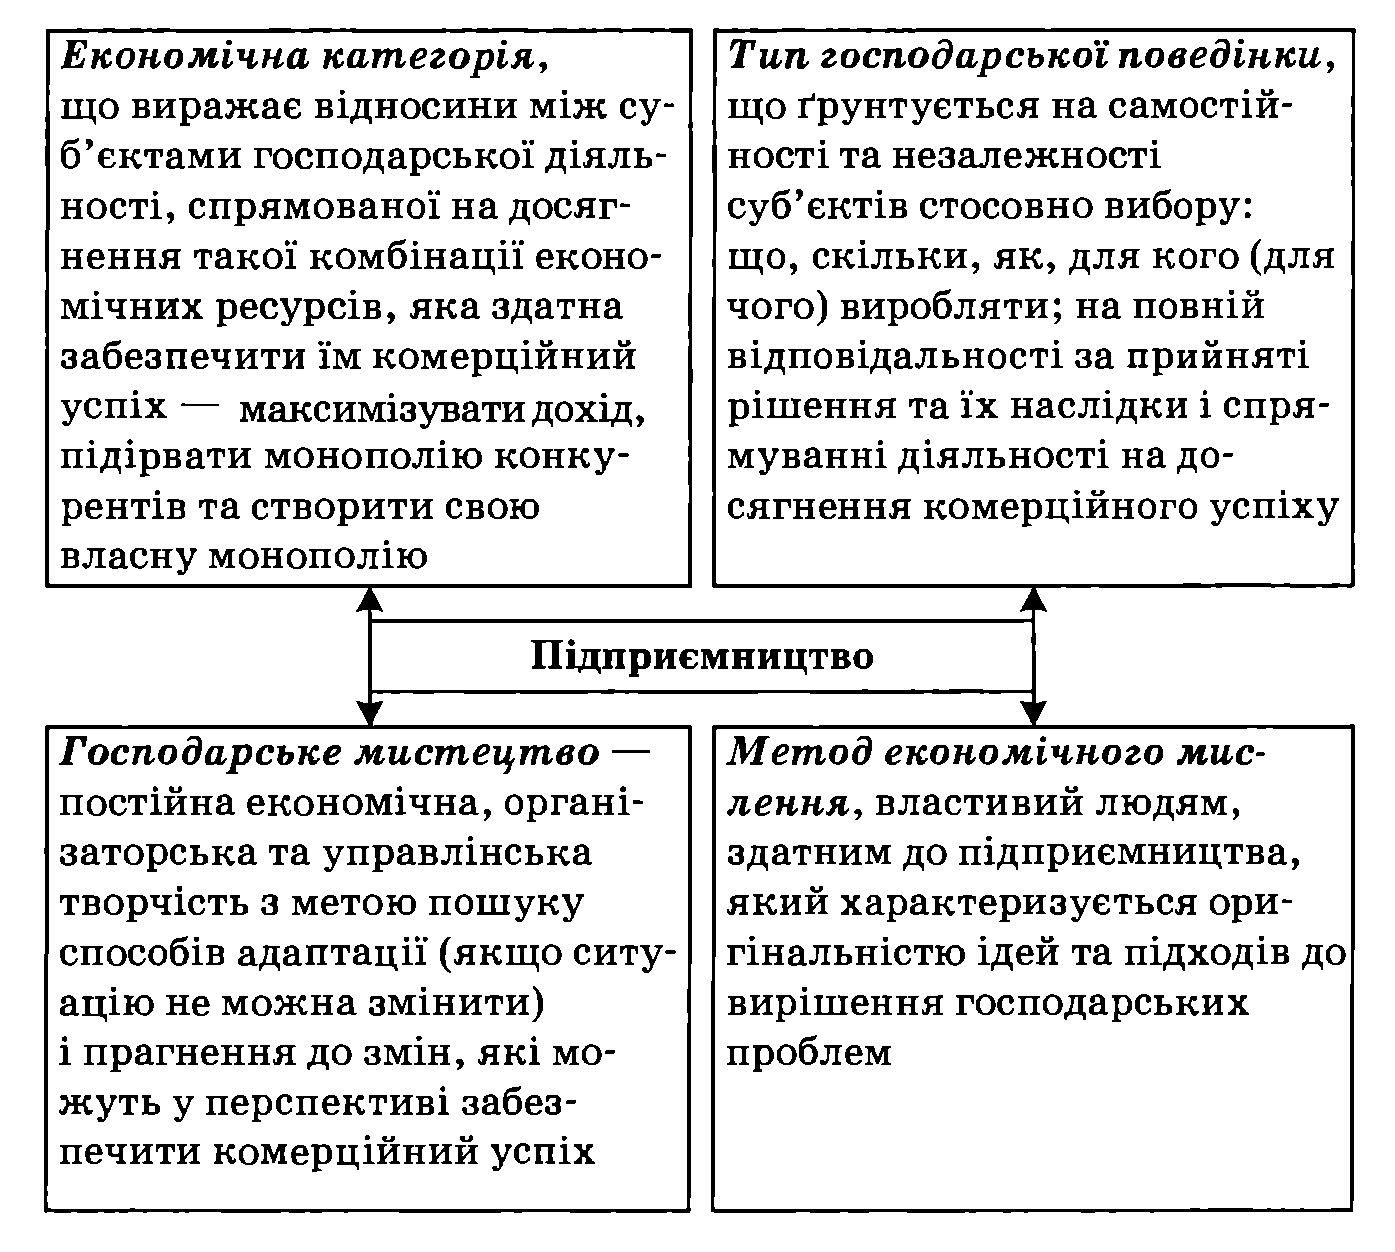 Економічна категорія,
що виражає відносини між су-
б’єктами господарської діяль-
ності, спрямованої на досяг-
нення такої комбінації еконо-
мічних ресурсів, яка здатна
забезпечити їм комерційний
успіх — максимізувати дохід,
підірвати монополію конку-
рентів та створити свою
власну монополію
Тип господарської поведінки,
що ґрунтується на самостій-
ності та незалежності
суб’єктів стосовно вибору:
що, скільки, як, для кого (для
чого) виробляти; на повній
відповідальності за прийняті
рішення та їх наслідки і спря-
муванні діяльності на до-
сягнення комерційного успіху
Підприємництво
Господарське мистецтво —
постійна економічна, органі-
заторська та управлінська
творчість з метою пошуку
способів адаптації (якщо ситу-
ацію не можна змінити)
і прагнення до змін, які мо-
жуть у перспективі забез-
печити комерційний успіх
Метод економічного мис-
лення, властивий людям,
здатним до підприємництва,
який характеризується ори-
гінальністю ідей та підходів до
вирішення господарських
проблем